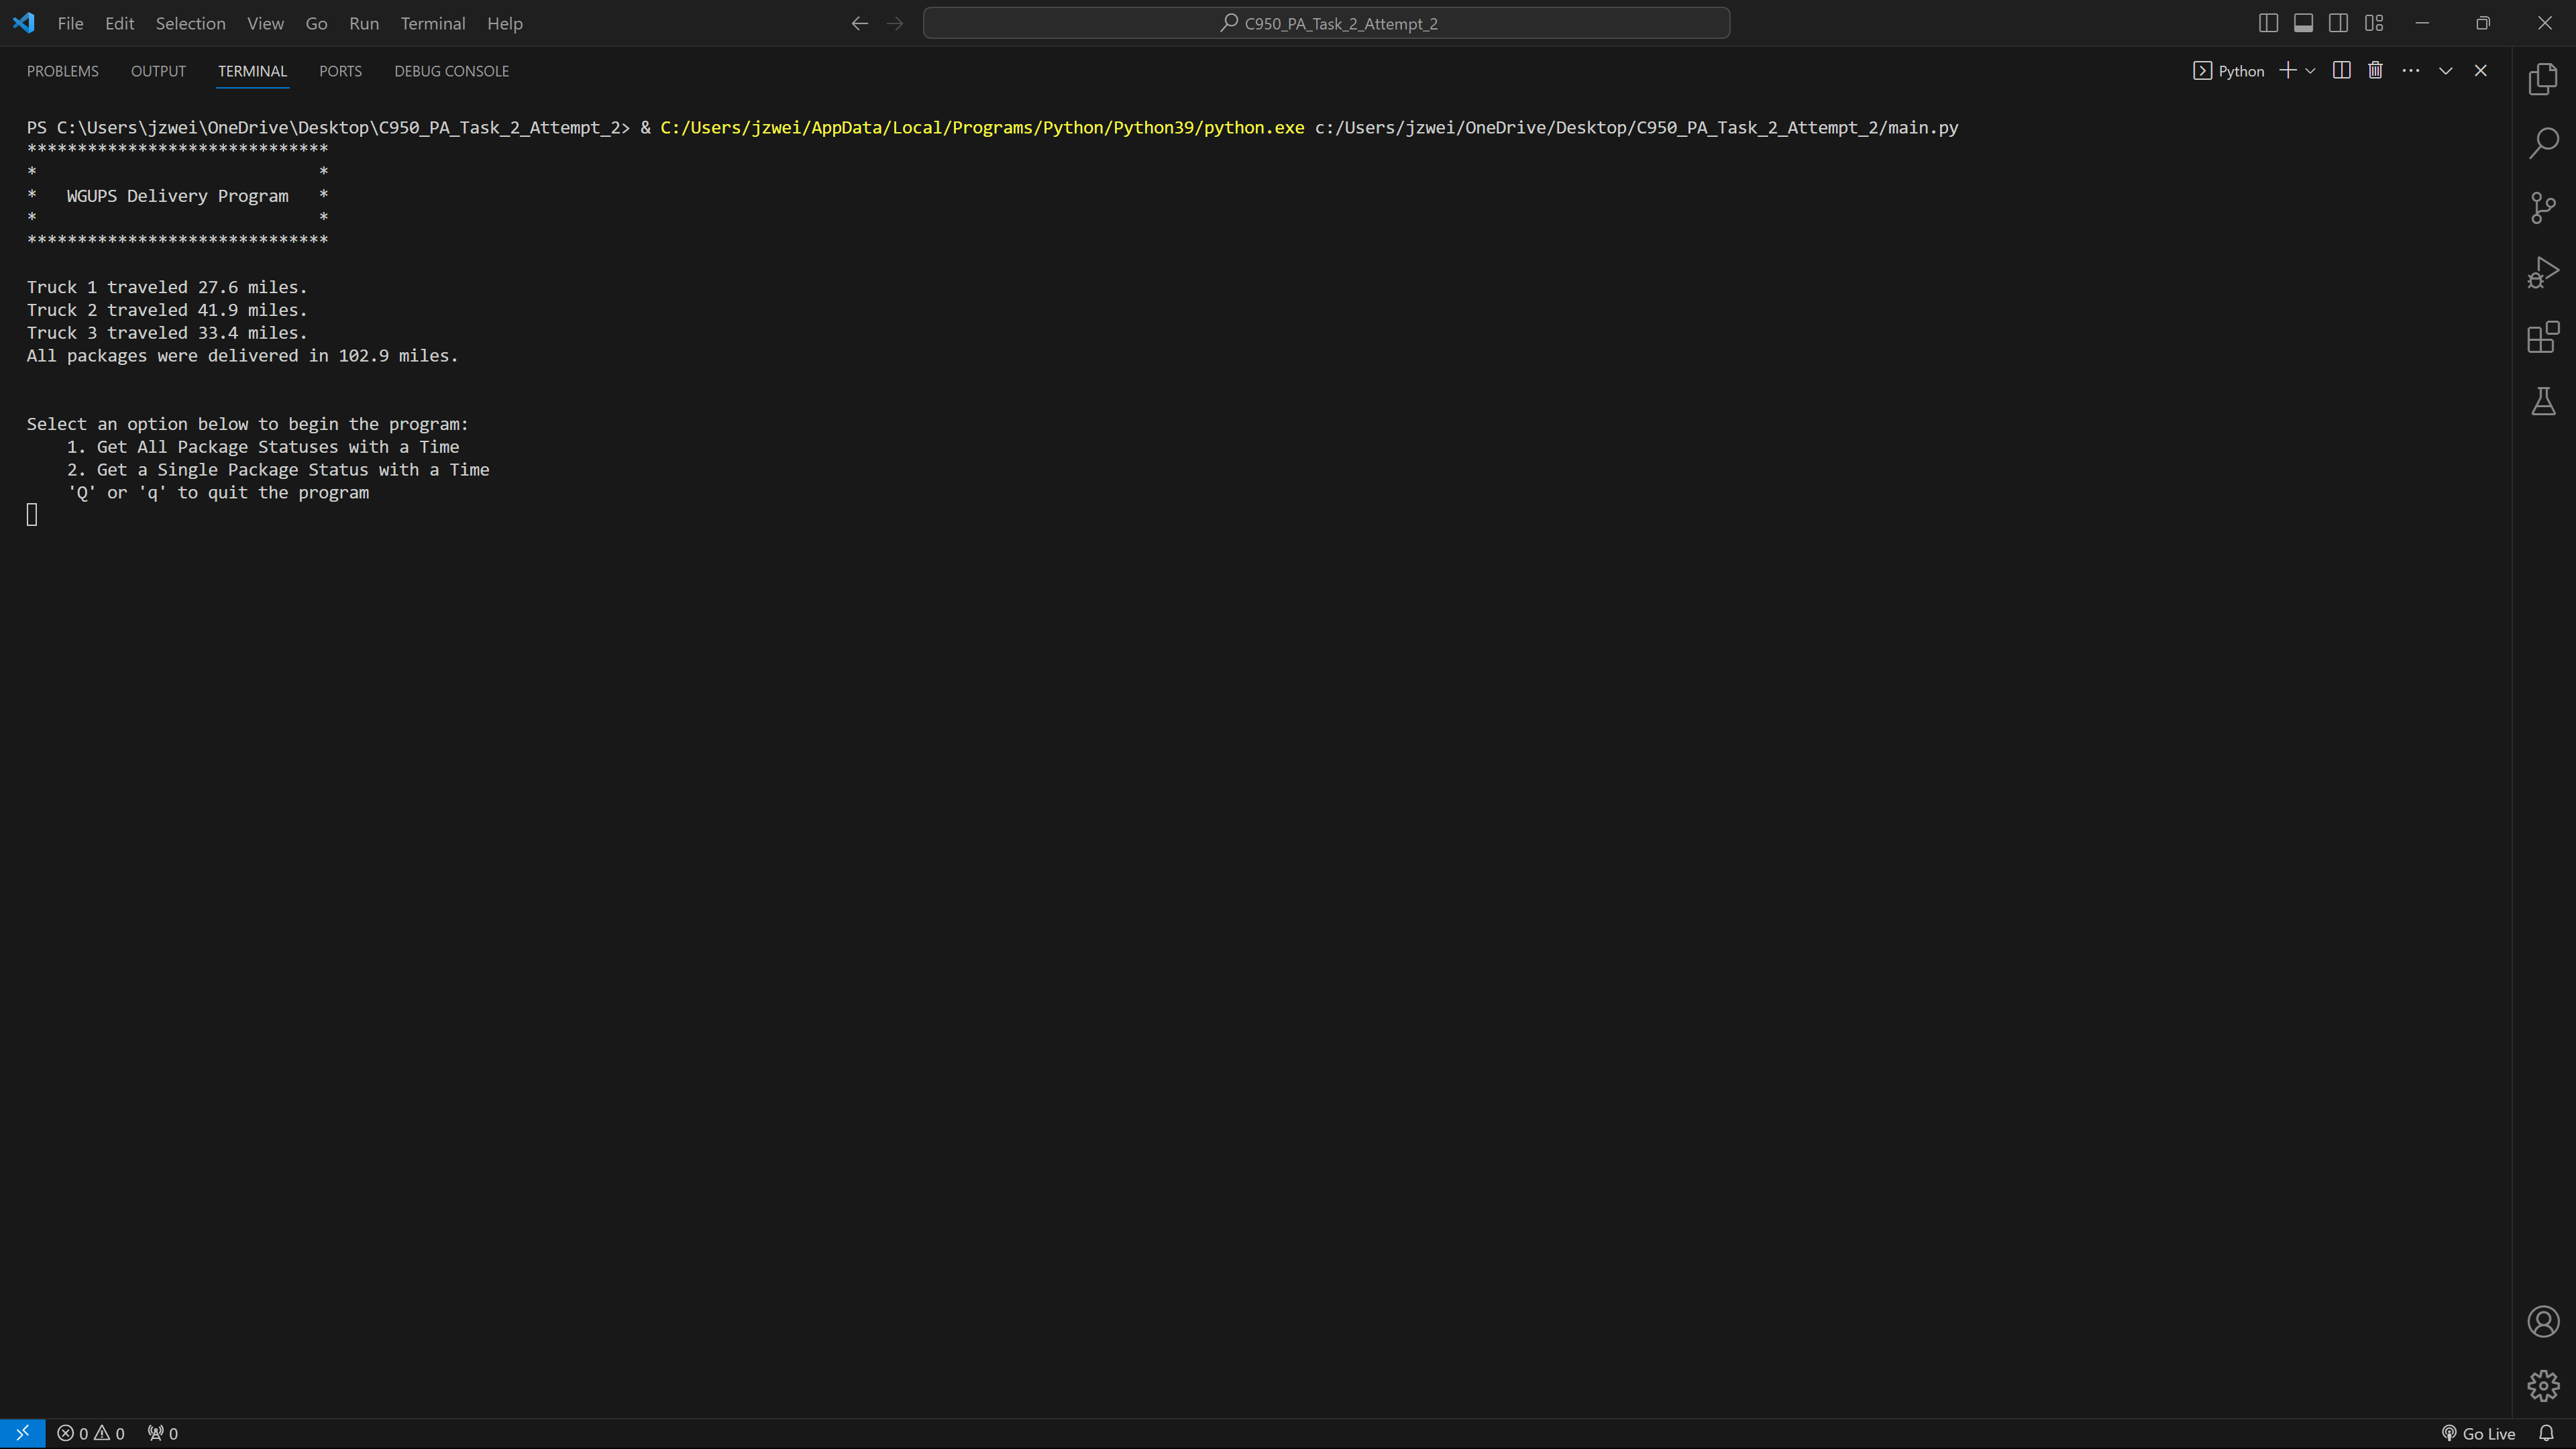 File Edit Selection View Go Run Terminal Help
C950_PA_Task_2_Attempt_2
PROBLEMS OUTPUT TERMINAL PORTS DEBUG CONSOLE
Python
PS C:\Users\jzwei\OneDrive\Desktop\C950_PA_Task_2_Attempt_2> & C:/Users/jzwei/AppData/Local/Programs/Python/Python39/python.exe c:/Users/jzwei/OneDrive/Desktop/C950_PA_Task_2_Attempt_2/main.py
******************************
*                            *
*   WGUPS Delivery Program   *
*                            *
******************************
Truck 1 traveled 27.6 miles.
Truck 2 traveled 41.9 miles.
Truck 3 traveled 33.4 miles.
All packages were delivered in 102.9 miles.
Select an option below to begin the program:
    1. Get All Package Statuses with a Time
    2. Get a Single Package Status with a Time
    'Q' or 'q' to quit the program
0 0 0
Go Live